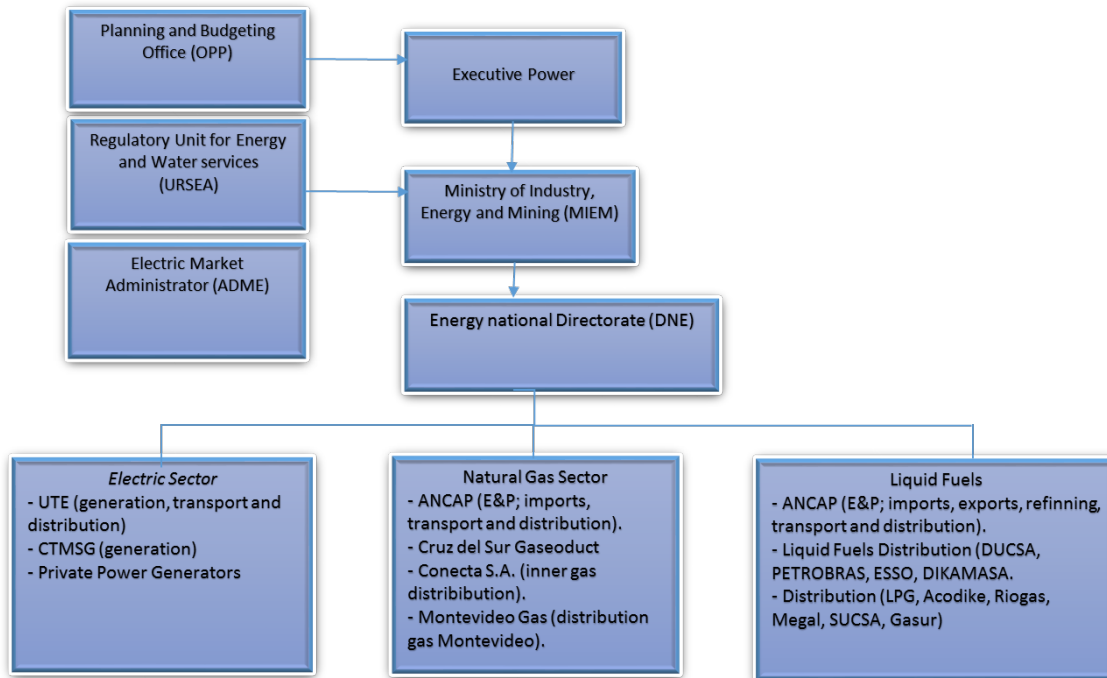 Planning and Budgeting
Office (OPP)
Executive Power
Regulatory Unit for Energy
and Water services
(URSEA)
Ministry of Industry,
Energy and Mining (MIEM)
Electric Market
Administrator (ADME)
Energy national Directorate (DNE)
Electric Sector
- UTE (generation, transport and
distribution)
- CTMSG (generation)
- Private Power Generators
Natural Gas Sector
- ANCAP (E&P; imports,
transport and distribution).
- Cruz del Sur Gaseoduct
- Conecta S.A. (inner gas
distribibution).
- Montevideo Gas (distribution
gas Montevideo).
Liquid Fuels
- ANCAP (E&P; imports, exports, refinning,
transport and distribution).
- Liquid Fuels Distribution (DUCSA,
PETROBRAS, ESSO, DIKAMASA.
- Distribution (LPG, Acodike, Riogas,
Megal, SUCSA, Gasur)